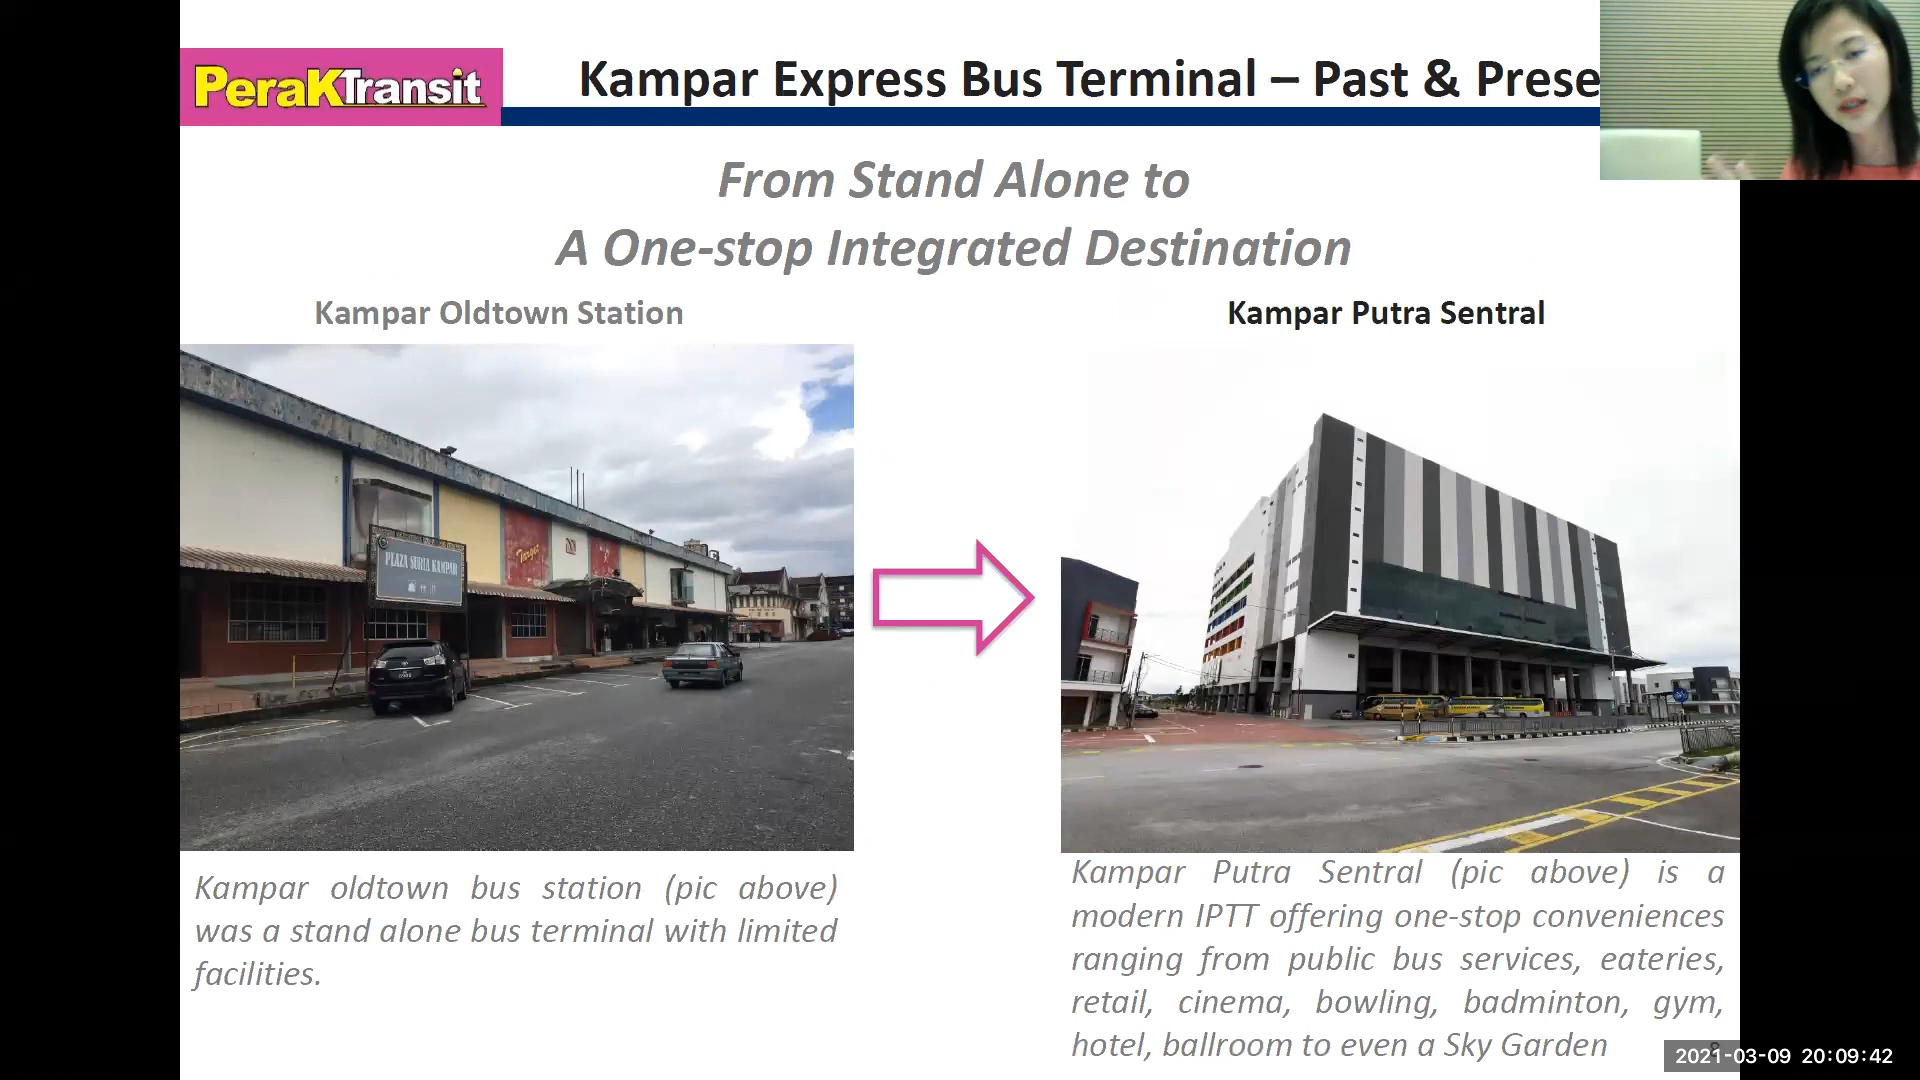 PeraKTransit
Kampar Express Bus Terminal – Past & Prese
From Stand Alone to
A One-stop Integrated Destination
Kampar Oldtown Station
Kampar Putra Sentral
Target
PLAZA SURIA KAMPAR
Kampar oldtown bus station (pic above)
was a stand alone bus terminal with limited
facilities.
Kampar Putra Sentral (pic above) is a
modern IPTT offering one-stop conveniences
ranging from public bus services, eateries,
retail, cinema, bowling, badminton, gym,
hotel, ballroom to even a Sky Garden
2021-03-09 20:09:42